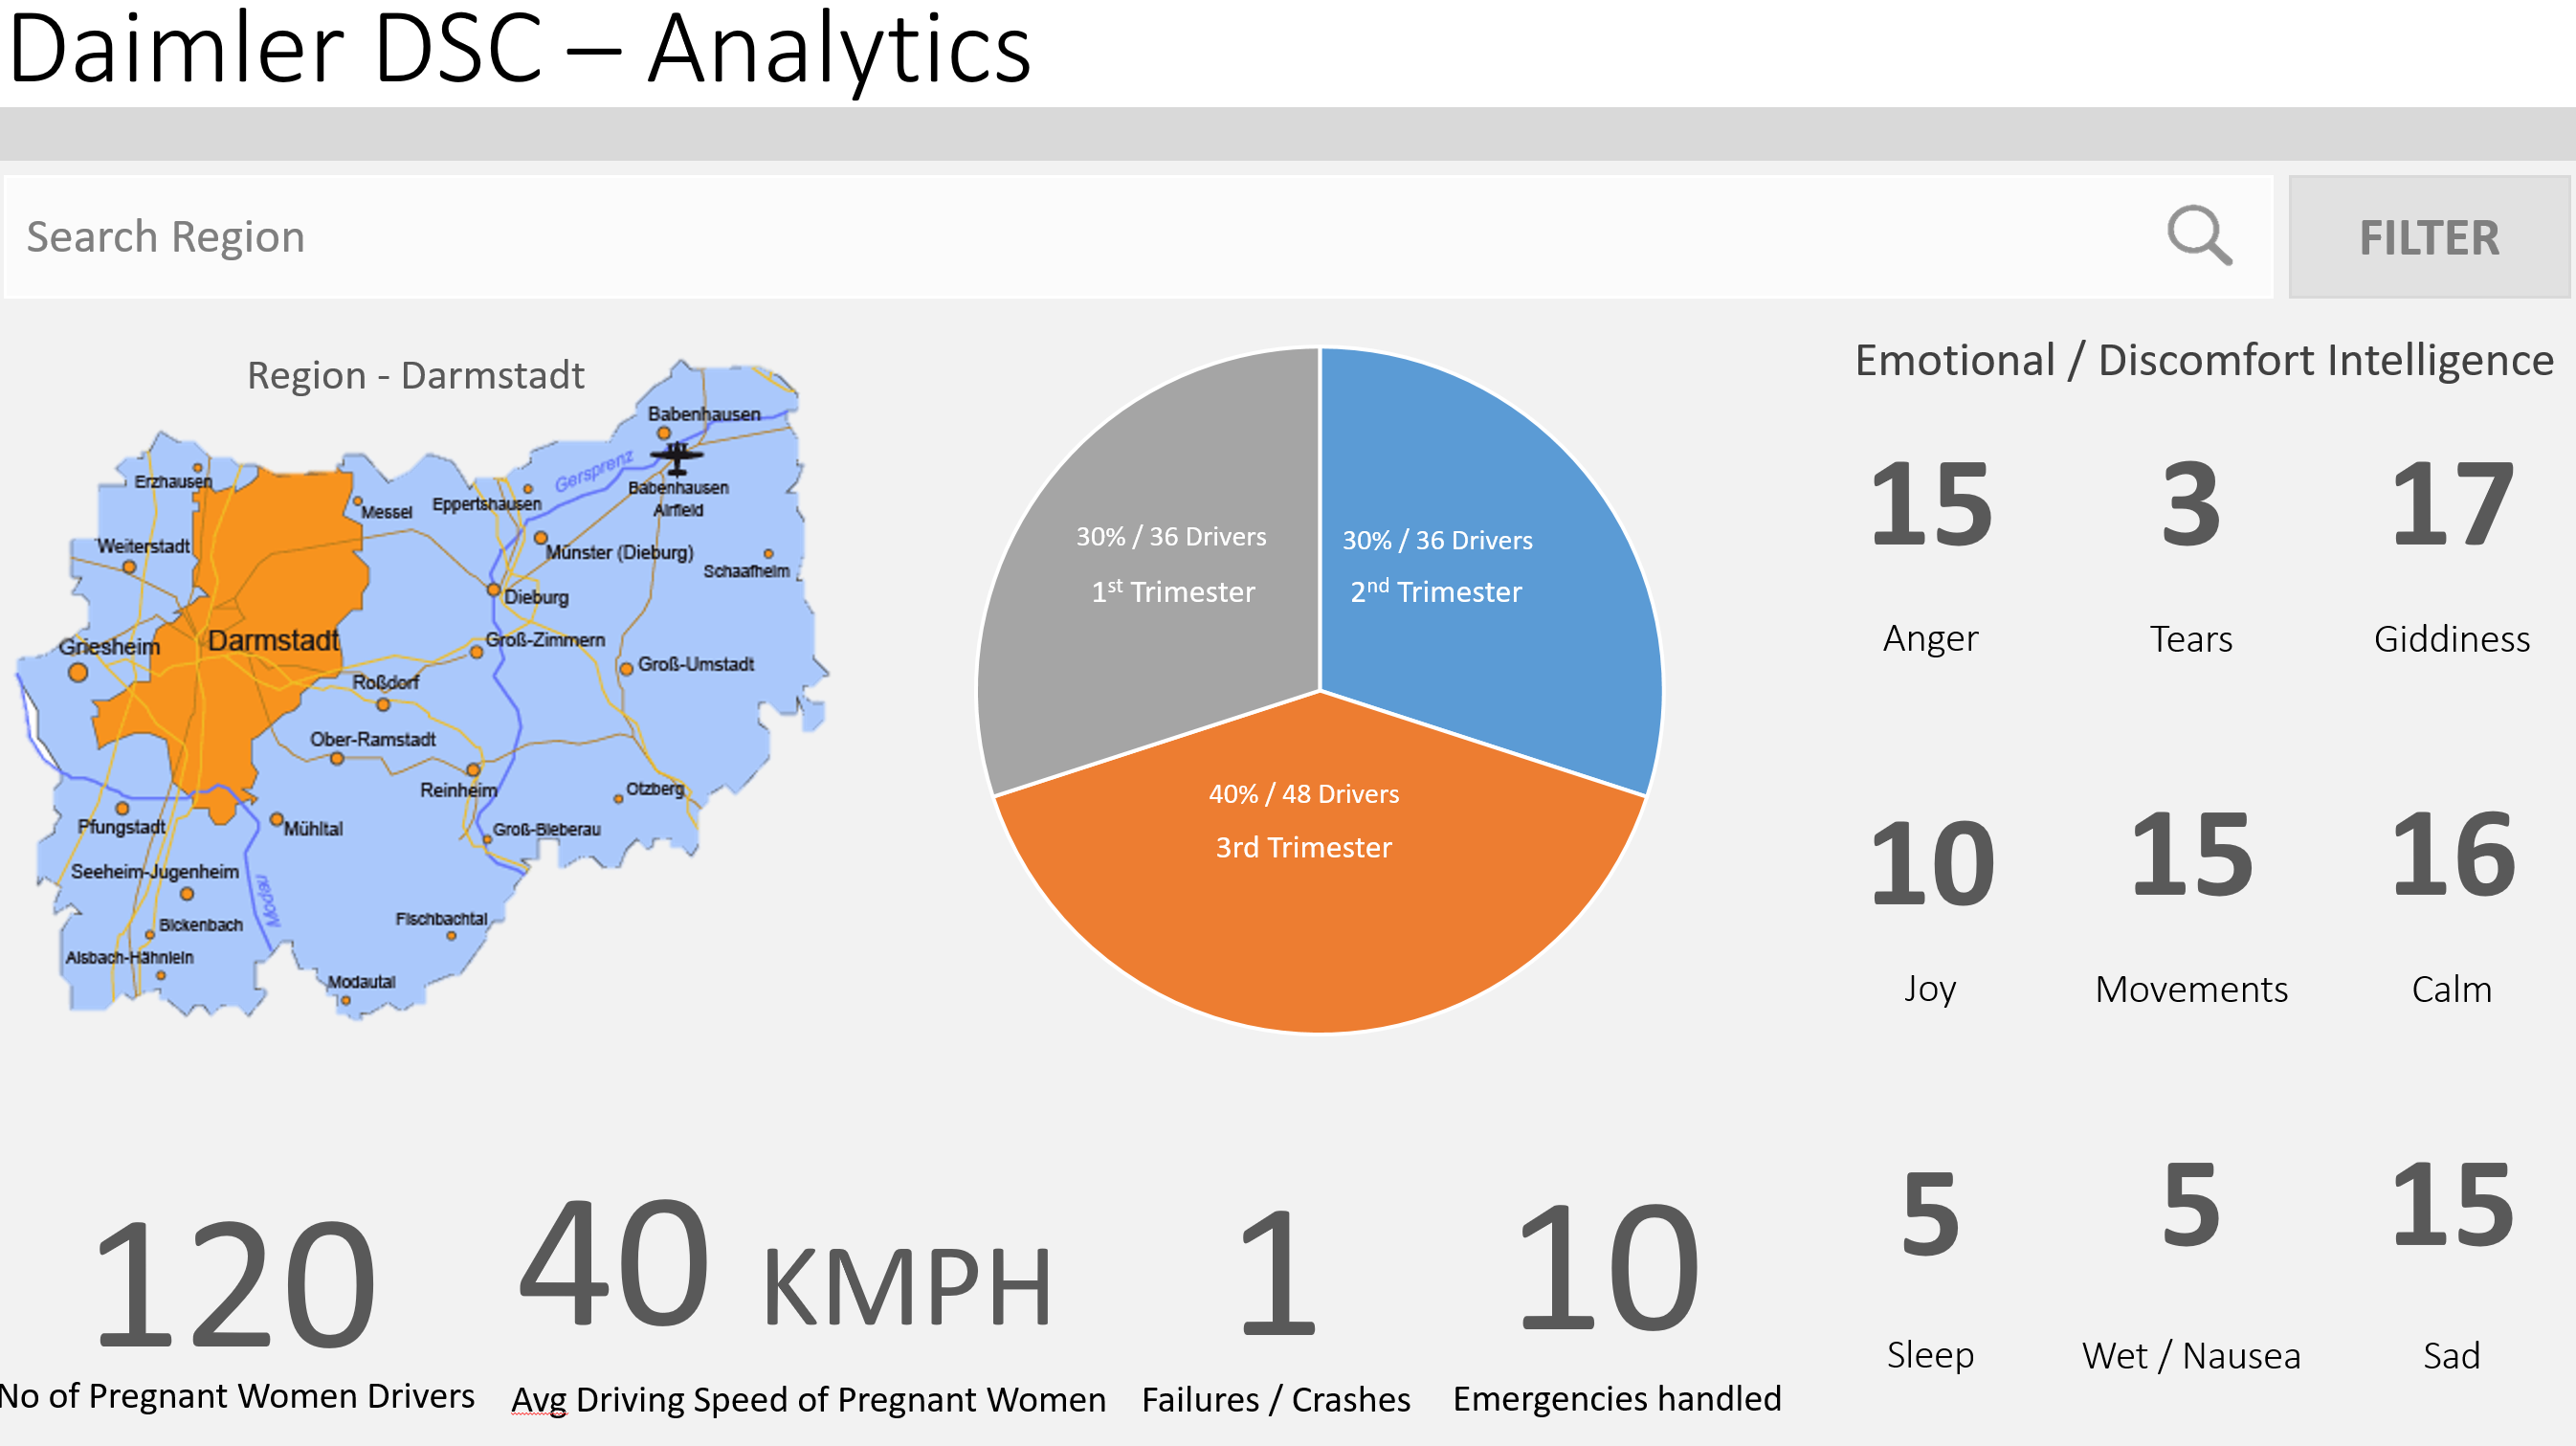 Daimler DSC – Analytics
Search Region
FILTER
Region - Darmstadt
Babenhausen
Gersprenz
Babenhausen
Airfield
Erzhausen
Messel
Eppertshausen
Weiterstadt
Münster (Dieburg)
Schaafheim
Dieburg
Griesheim
Darmstadt
Groß-Zimmern
Groß-Umstadt
Roßdorf
Ober-Ramstadt
Reinheim
Otzberg
Pfungstadt
Mühltal
Groß-Bieberau
Seeheim-Jugenheim
Modau
Bickenbach
Fischbachtal
Alsbach-Hähnlein
Modautal
30% / 36 Drivers
1st Trimester
30% / 36 Drivers
2nd Trimester
40% / 48 Drivers
3rd Trimester
Emotional / Discomfort Intelligence
15
Anger
3
Tears
17
Giddiness
10
Joy
15
Movements
16
Calm
5
Sleep
5
Wet / Nausea
15
Sad
120
No of Pregnant Women Drivers
40 KMPH
Avg Driving Speed of Pregnant Women
1
Failures / Crashes
10
Emergencies handled